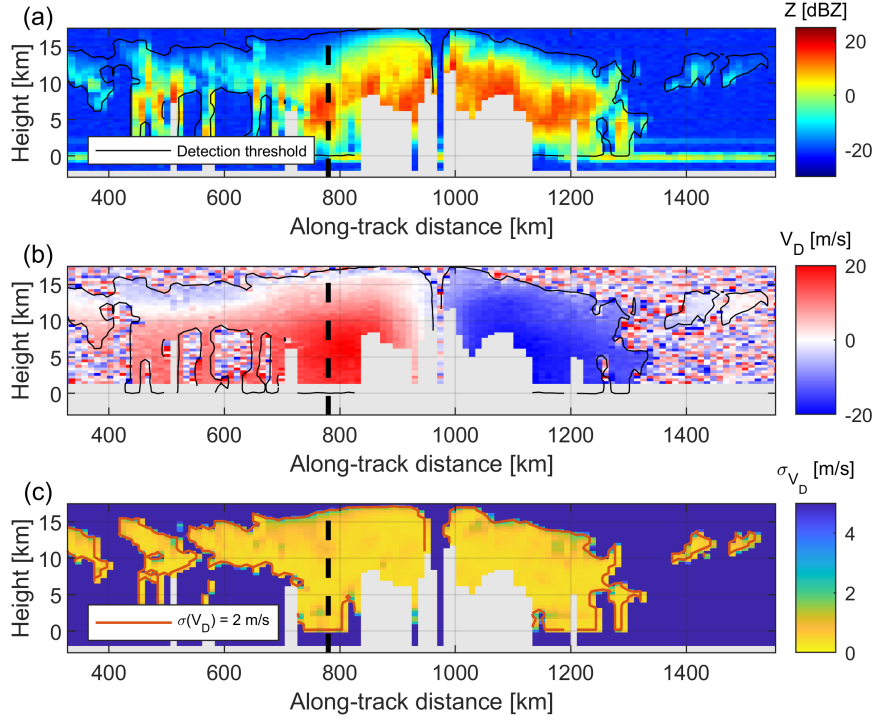 (a)
Z [dBZ]
Height [km]
15
10
5
0
Detection threshold
400
600
800
1000
1200
1400
Along-track distance [km]
20
0
-20
(b)
V_D [m/s]
Height [km]
15
10
5
0
400
600
800
1000
1200
1400
Along-track distance [km]
20
0
-20
(c)
σ_{V_D} [m/s]
Height [km]
15
10
5
0
σ(V_D) = 2 m/s
400
600
800
1000
1200
1400
Along-track distance [km]
4
2
0